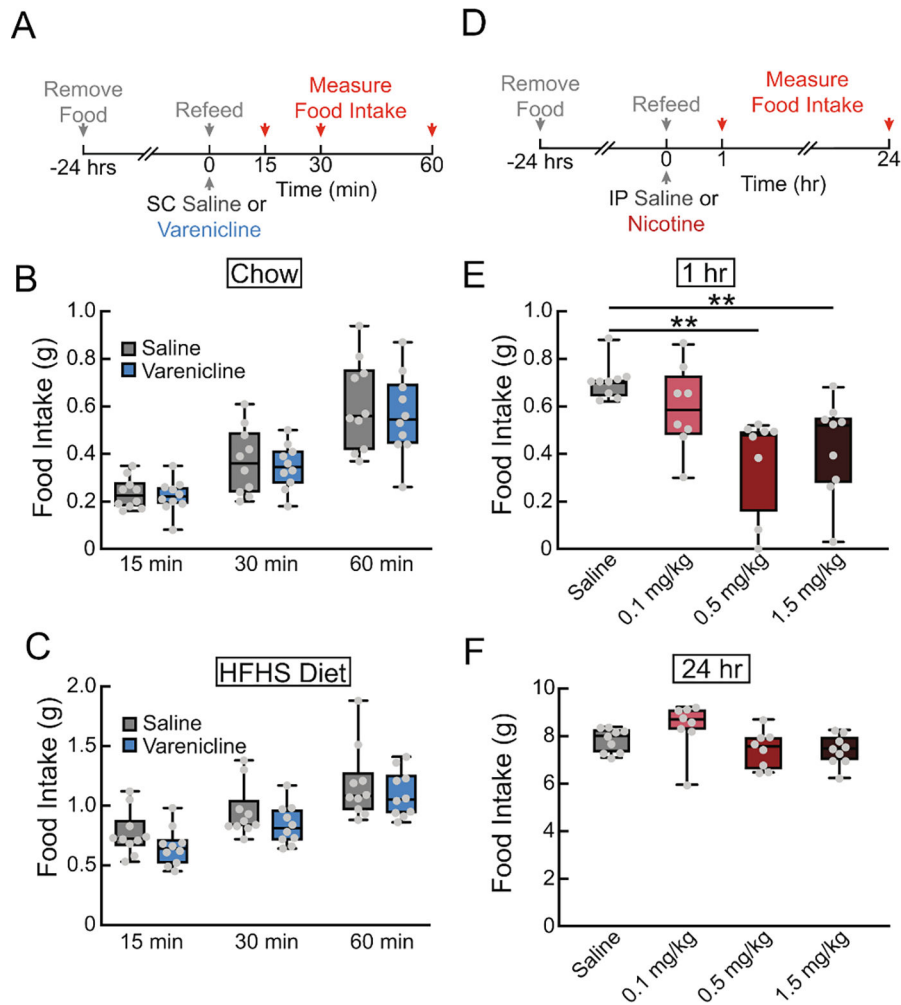 A
Remove
Food
Refeed
Measure
Food Intake
-24 hrs
0
15
30
60
Time (min)
SC Saline or
Varenicline
D
Remove
Food
Refeed
Measure
Food Intake
-24 hrs
0
1
24
Time (hr)
IP Saline or
Nicotine
B
Chow
Food Intake (g)
1.0
0.8
0.6
0.4
0.2
0
Saline
Varenicline
15 min
30 min
60 min
E
1 hr
Food Intake (g)
1.0
0.8
0.6
0.4
0.2
0
**
**
Saline
0.1 mg/kg
0.5 mg/kg
1.5 mg/kg
C
HFHS Diet
Food Intake (g)
2.0
1.5
1.0
0.5
0
Saline
Varenicline
15 min
30 min
60 min
F
24 hr
Food Intake (g)
10
8
6
4
2
0
Saline
0.1 mg/kg
0.5 mg/kg
1.5 mg/kg